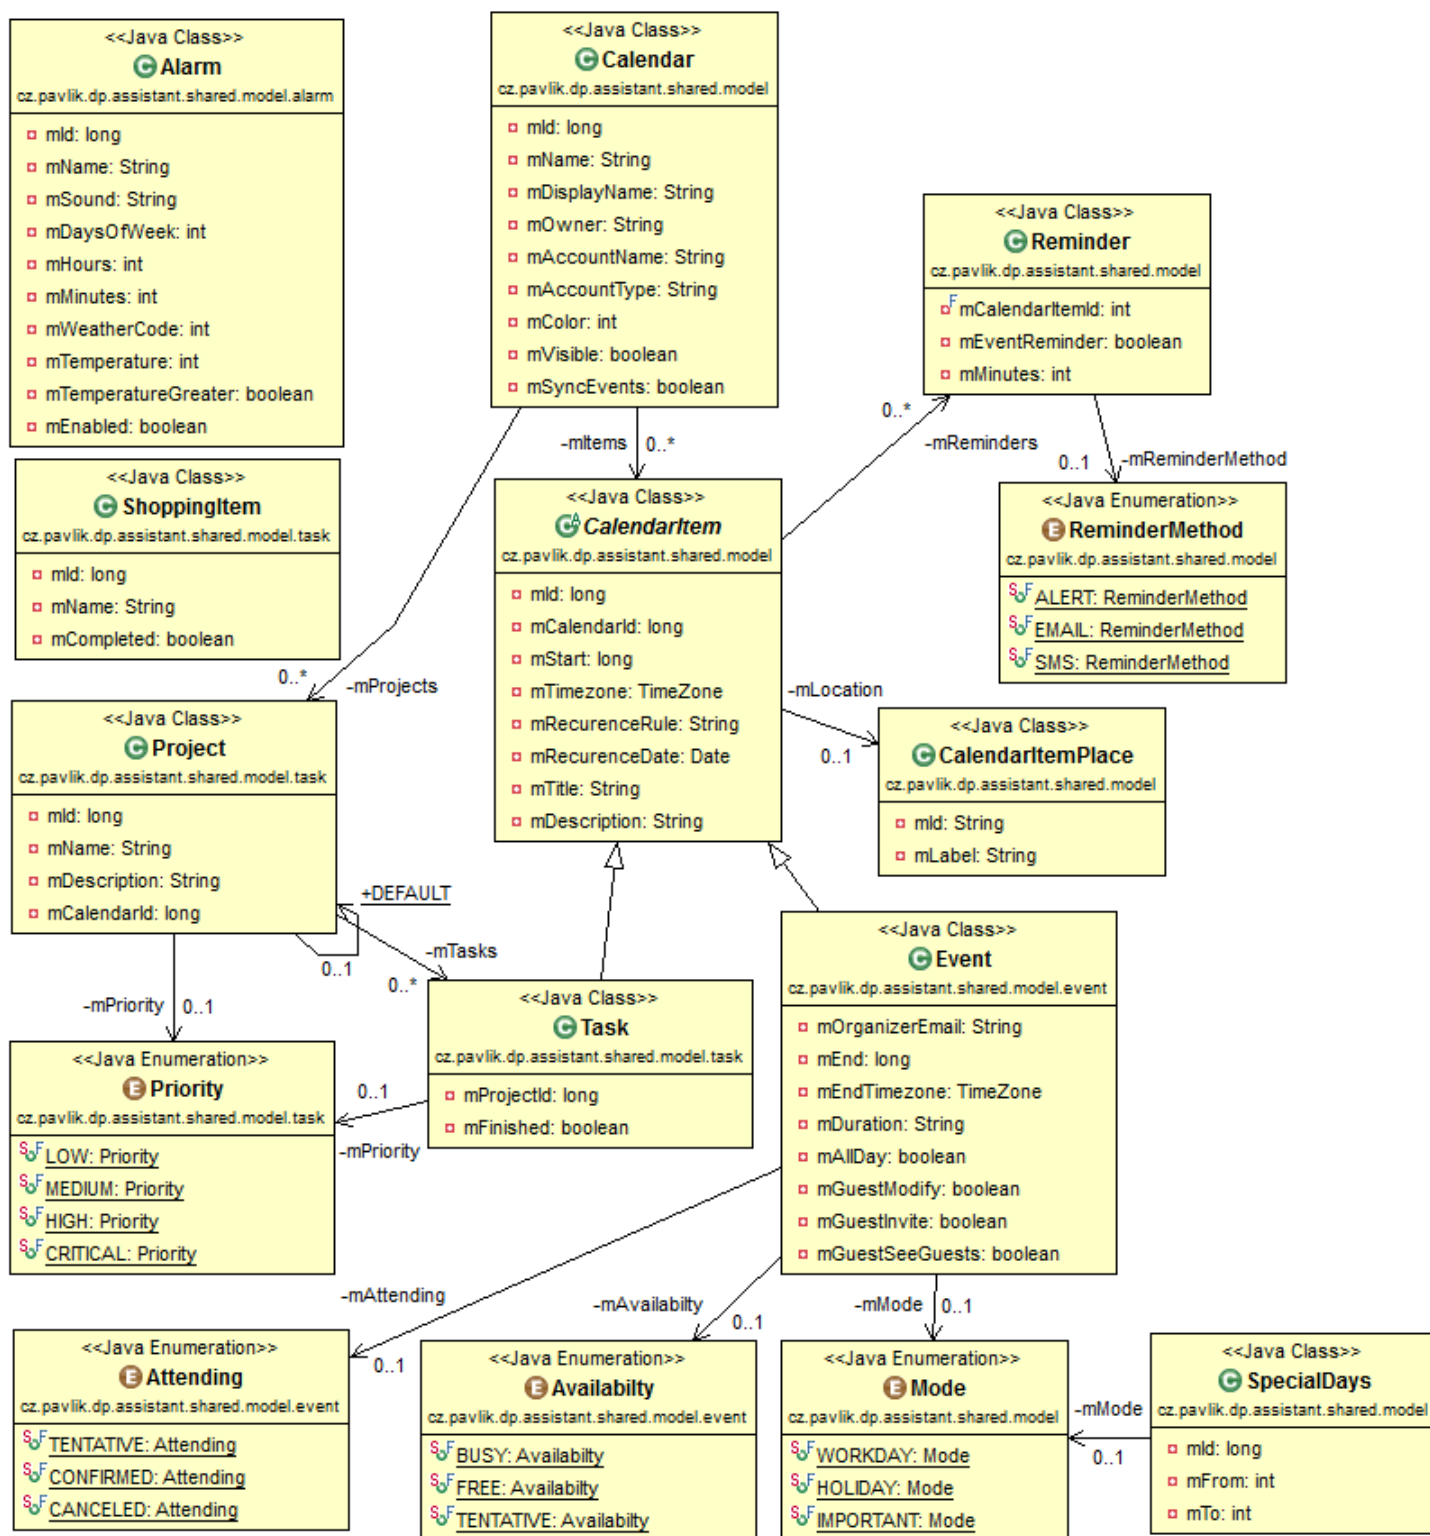 <<Java Class>>
Alarm
cz.pavlik.dp.assistant.shared.model.alarm
mId: long
mName: String
mSound: String
mDaysOfWeek: int
mHours: int
mMinutes: int
mWeatherCode: int
mTemperature: int
mTemperatureGreater: boolean
mEnabled: boolean
<<Java Class>>
Calendar
cz.pavlik.dp.assistant.shared.model
mId: long
mName: String
mDisplayName: String
mOwner: String
mAccountName: String
mAccountType: String
mColor: int
mVisible: boolean
mSyncEvents: boolean
<<Java Class>>
Reminder
cz.pavlik.dp.assistant.shared.model
mCalendarItemId: int
mEventReminder: boolean
mMinutes: int
-mItems 0..*
0..*
-mReminders
0..1
-mReminderMethod
<<Java Class>>
ShoppingItem
cz.pavlik.dp.assistant.shared.model.task
mId: long
mName: String
mCompleted: boolean
<<Java Class>>
CalendarItem
cz.pavlik.dp.assistant.shared.model
mId: long
mCalendarId: long
mStart: long
mTimezone: TimeZone
mRecurenceRule: String
mRecurenceDate: Date
mTitle: String
mDescription: String
<<Java Enumeration>>
ReminderMethod
cz.pavlik.dp.assistant.shared.model
ALERT: ReminderMethod
EMAIL: ReminderMethod
SMS: ReminderMethod
0..*
-mProjects
-mLocation
0..1
<<Java Class>>
Project
cz.pavlik.dp.assistant.shared.model.task
mId: long
mName: String
mDescription: String
mCalendarId: long
<<Java Class>>
CalendarItemPlace
cz.pavlik.dp.assistant.shared.model
mId: String
mLabel: String
+DEFAULT
0..1
-mTasks
0..*
-mPriority 0..1
<<Java Class>>
Task
cz.pavlik.dp.assistant.shared.model.task
mProjectId: long
mFinished: boolean
<<Java Class>>
Event
cz.pavlik.dp.assistant.shared.model.event
mOrganizerEmail: String
mEnd: long
mEndTimezone: TimeZone
mDuration: String
mAllDay: boolean
mGuestModify: boolean
mGuestInvite: boolean
mGuestSeeGuests: boolean
<<Java Enumeration>>
Priority
cz.pavlik.dp.assistant.shared.model.task
LOW: Priority
MEDIUM: Priority
HIGH: Priority
CRITICAL: Priority
0..1
-mPriority
-mAttending
0..1
-mAvailabilty
0..1
-mMode 0..1
<<Java Enumeration>>
Attending
cz.pavlik.dp.assistant.shared.model.event
TENTATIVE: Attending
CONFIRMED: Attending
CANCELED: Attending
<<Java Enumeration>>
Availabilty
cz.pavlik.dp.assistant.shared.model.event
BUSY: Availabilty
FREE: Availabilty
TENTATIVE: Availabilty
<<Java Enumeration>>
Mode
cz.pavlik.dp.assistant.shared.model
WORKDAY: Mode
HOLIDAY: Mode
IMPORTANT: Mode
-mMode
0..1
<<Java Class>>
SpecialDays
cz.pavlik.dp.assistant.shared.model
mId: long
mFrom: int
mTo: int